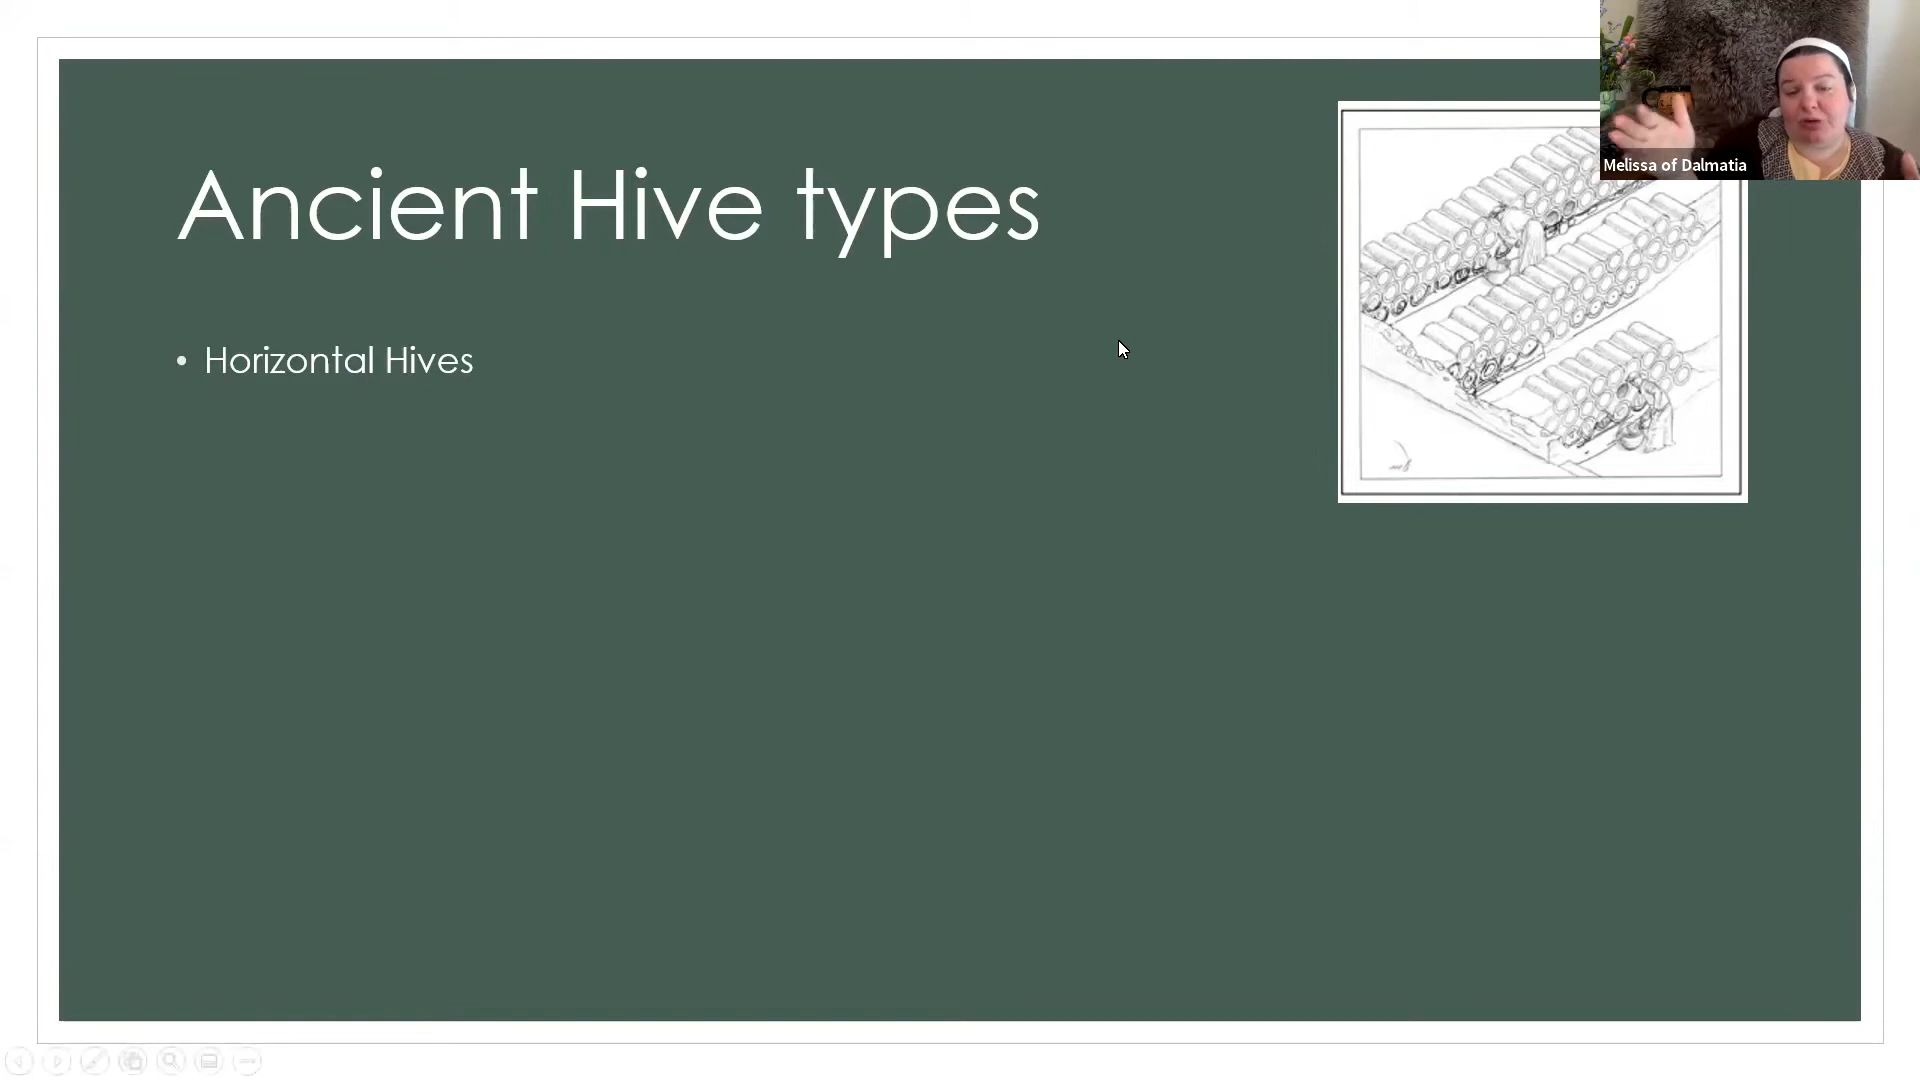 Ancient Hive types
• Horizontal Hives
Melissa of Dalmatia